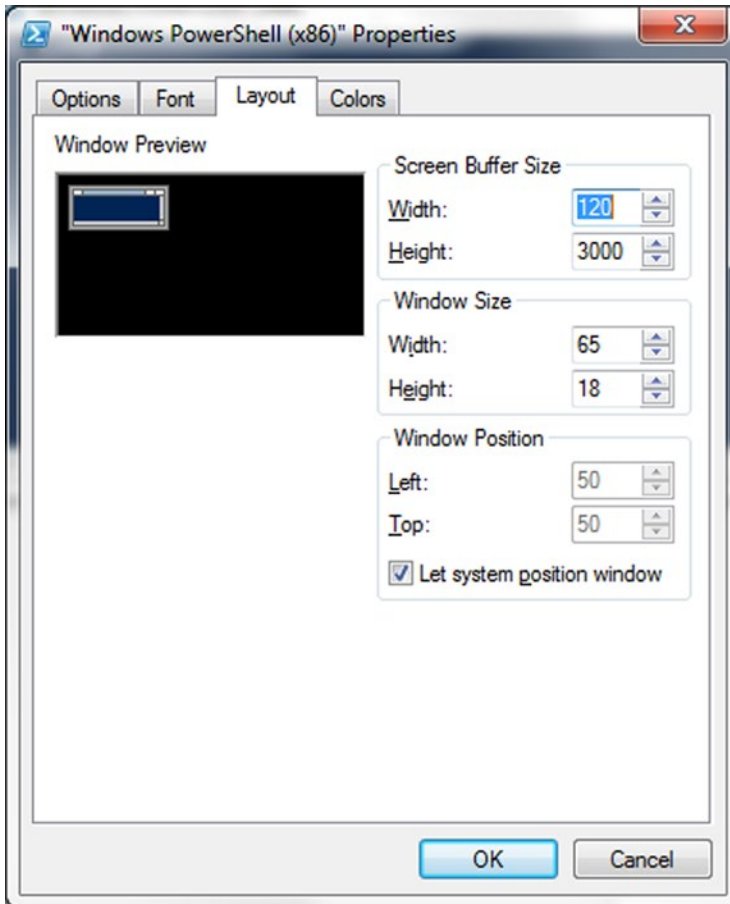 "Windows PowerShell (x86)" Properties
Options Font Layout Colors
Window Preview
Screen Buffer Size
Width: 120
Height: 3000
Window Size
Width: 65
Height: 18
Window Position
Left: 50
Top: 50
Let system position window
OK Cancel